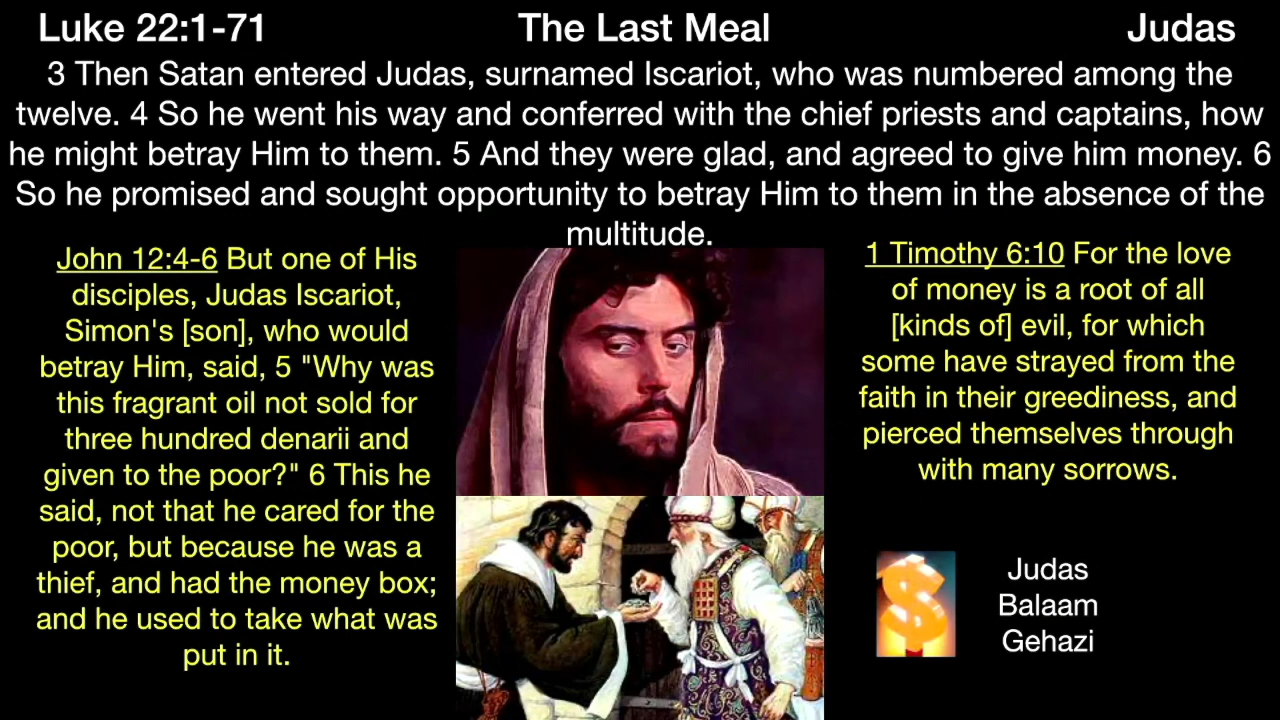 Luke 22:1-71
The Last Meal
Judas
3 Then Satan entered Judas, surnamed Iscariot, who was numbered among the
twelve. 4 So he went his way and conferred with the chief priests and captains, how
he might betray Him to them. 5 And they were glad, and agreed to give him money. 6
So he promised and sought opportunity to betray Him to them in the absence of the
multitude.
John 12:4-6 But one of His
disciples, Judas Iscariot,
Simon's [son], who would
betray Him, said, 5 "Why was
this fragrant oil not sold for
three hundred denarii and
given to the poor?" 6 This he
said, not that he cared for the
poor, but because he was a
thief, and had the money box;
and he used to take what was
put in it.
1 Timothy 6:10 For the love
of money is a root of all
[kinds of] evil, for which
some have strayed from the
faith in their greediness, and
pierced themselves through
with many sorrows.
$
Judas
Balaam
Gehazi